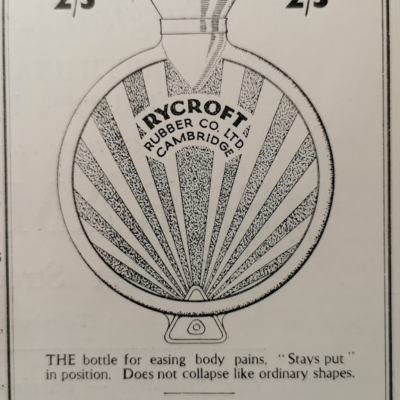 2/3 2/3
RYCROFT
RUBBER CO. LTD
CAMBRIDGE
THE bottle for easing body pains, "Stays put"
in position. Does not collapse like ordinary shapes.